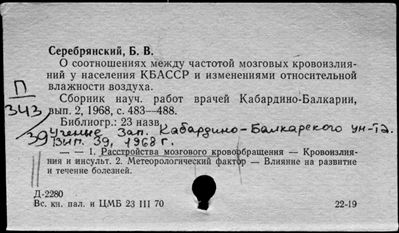 Серебрянский, Б. В.
О соотношениях между частотой мозговых кровоизлия-
ний у населения КБАССР и изменениями относительной
влажности воздуха.
П
343
39
Сборник науч. работ врачей Кабардино-Балкарии,
вып. 2, 1968, с. 483—488.
Библиогр.: 23 назв.
Учение Зап. Кабардино-Балкарского ун-та.
Вып. 39, 1968 г.
— — 1. Расстройства мозгового кровообращения — Кровоизлия-
ния и инсульт. 2. Метеорологический фактор — Влияние на развитие
и течение болезней.
Д-2280
Вс. кн. пал. и ЦМБ 23 III 70 22-19